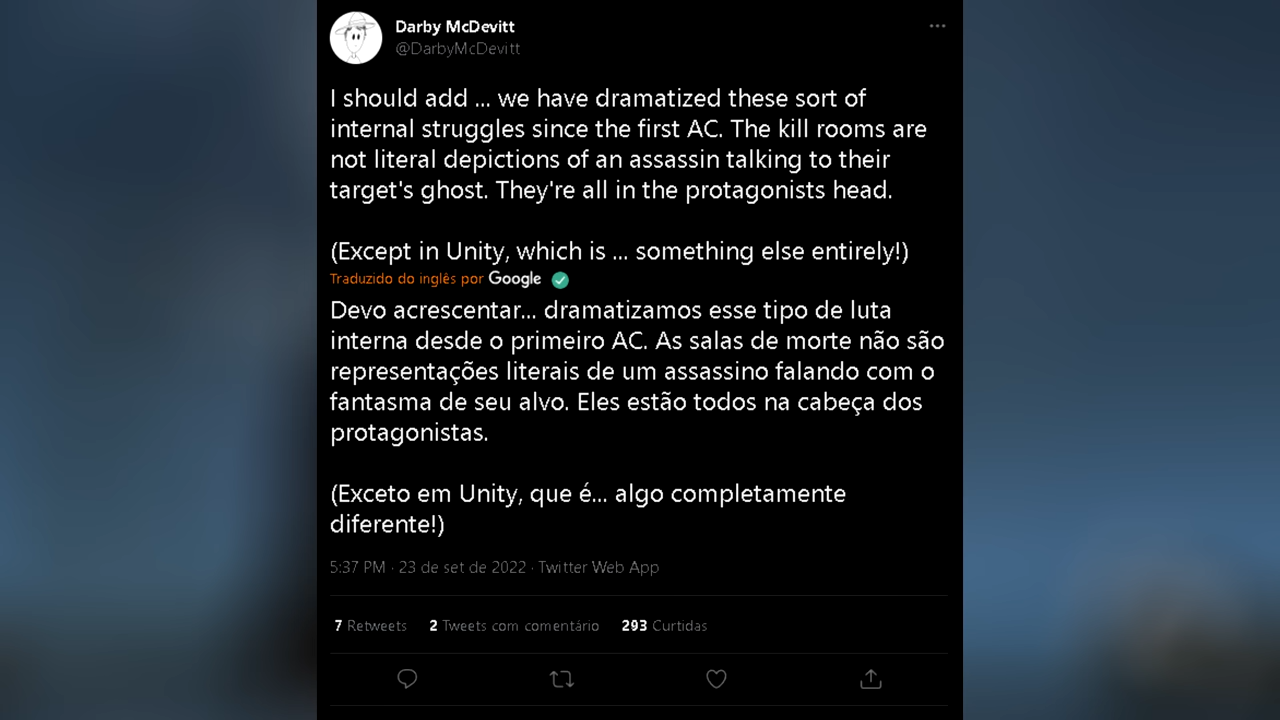 Darby McDevitt
@DarbyMcDevitt
I should add ... we have dramatized these sort of
internal struggles since the first AC. The kill rooms are
not literal depictions of an assassin talking to their
target's ghost. They're all in the protagonists head.
(Except in Unity, which is ... something else entirely!)
Traduzido do inglês por Google
Devo acrescentar... dramatizamos esse tipo de luta
interna desde o primeiro AC. As salas de morte não são
representações literais de um assassino falando com o
fantasma de seu alvo. Eles estão todos na cabeça dos
protagonistas.
(Exceto em Unity, que é... algo completamente
diferente!)
5:37 PM · 23 de set de 2022 · Twitter Web App
7 Retweets 2 Tweets com comentário 293 Curtidas